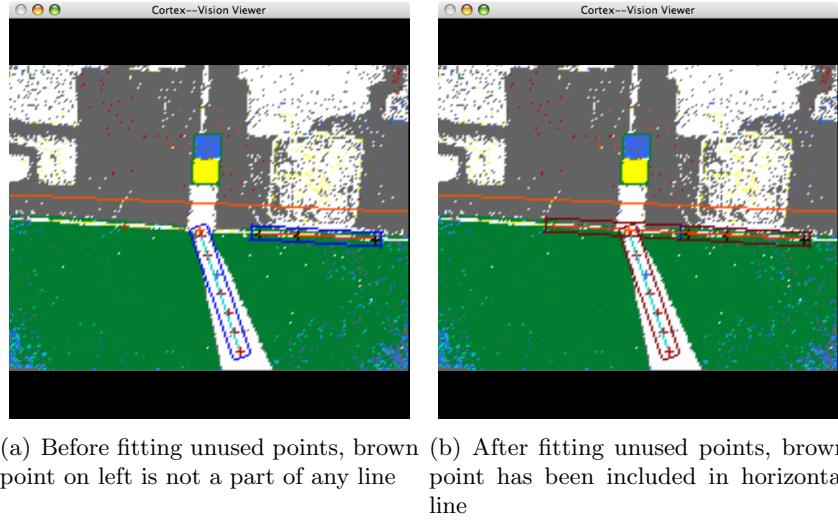 Cortex--Vision Viewer
Cortex--Vision Viewer
(a) Before fitting unused points, brown
point on left is not a part of any line
(b) After fitting unused points, brown
point has been included in horizonta
line